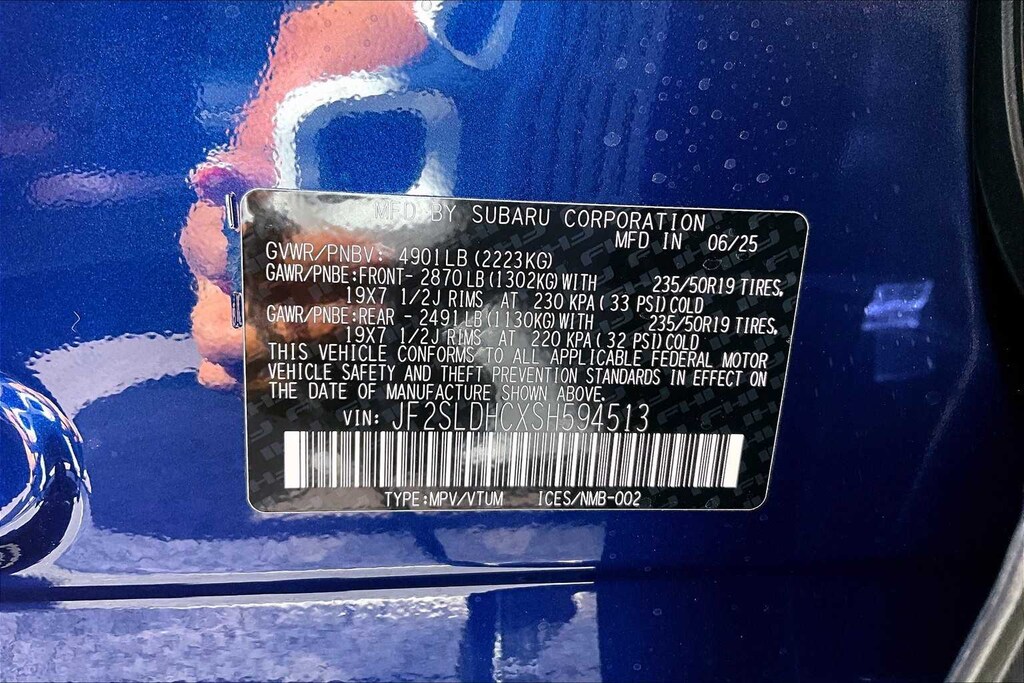 MFD BY SUBARU CORPORATION
MFD IN 06/25
GVWR/PNBV: 4901LB (2223KG)
GAWR/PNBE:FRONT- 2870LB (1302KG) WITH 235/50R19 TIRES,
19X7 1/2J RIMS AT 230 KPA( 33 PSI)COLD
GAWR/PNBE:REAR - 2491LB (1130KG) WITH 235/50R19 TIRES,
19X7 1/2J RIMS AT 220 KPA( 32 PSI)COLD
THIS VEHICLE CONFORMS TO ALL APPLICABLE FEDERAL MOTOR
VEHICLE SAFETY AND THEFT PREVENTION STANDARDS IN EFFECT ON
THE DATE OF MANUFACTURE SHOWN ABOVE.
VIN: JF2SLDHCXSH594513
TYPE:MPV/VTUM ICES/NMB-002